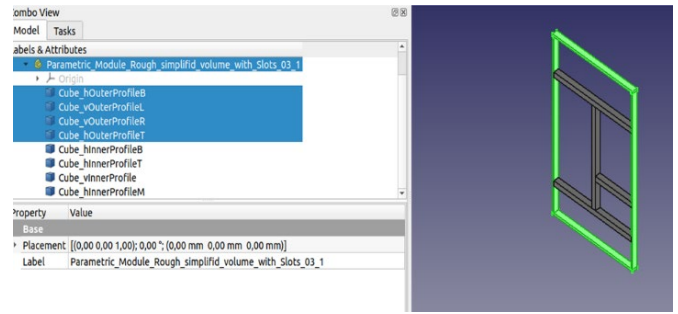 Combo View
Model Tasks
Labels & Attributes
Parametric_Module_Rough_simplifid_volume_with_Slots_03_1
Origin
Cube_hOuterProfileB
Cube_vOuterProfileL
Cube_vOuterProfileR
Cube_hOuterProfileT
Cube_hInnerProfileB
Cube_hInnerProfileT
Cube_vInnerProfile
Cube_hInnerProfileM
Property Value
Base
Placement [(0,00 0,00 1,00); 0,00 °; (0,00 mm 0,00 mm 0,00 mm)]
Label Parametric_Module_Rough_simplifid_volume_with_Slots_03_1